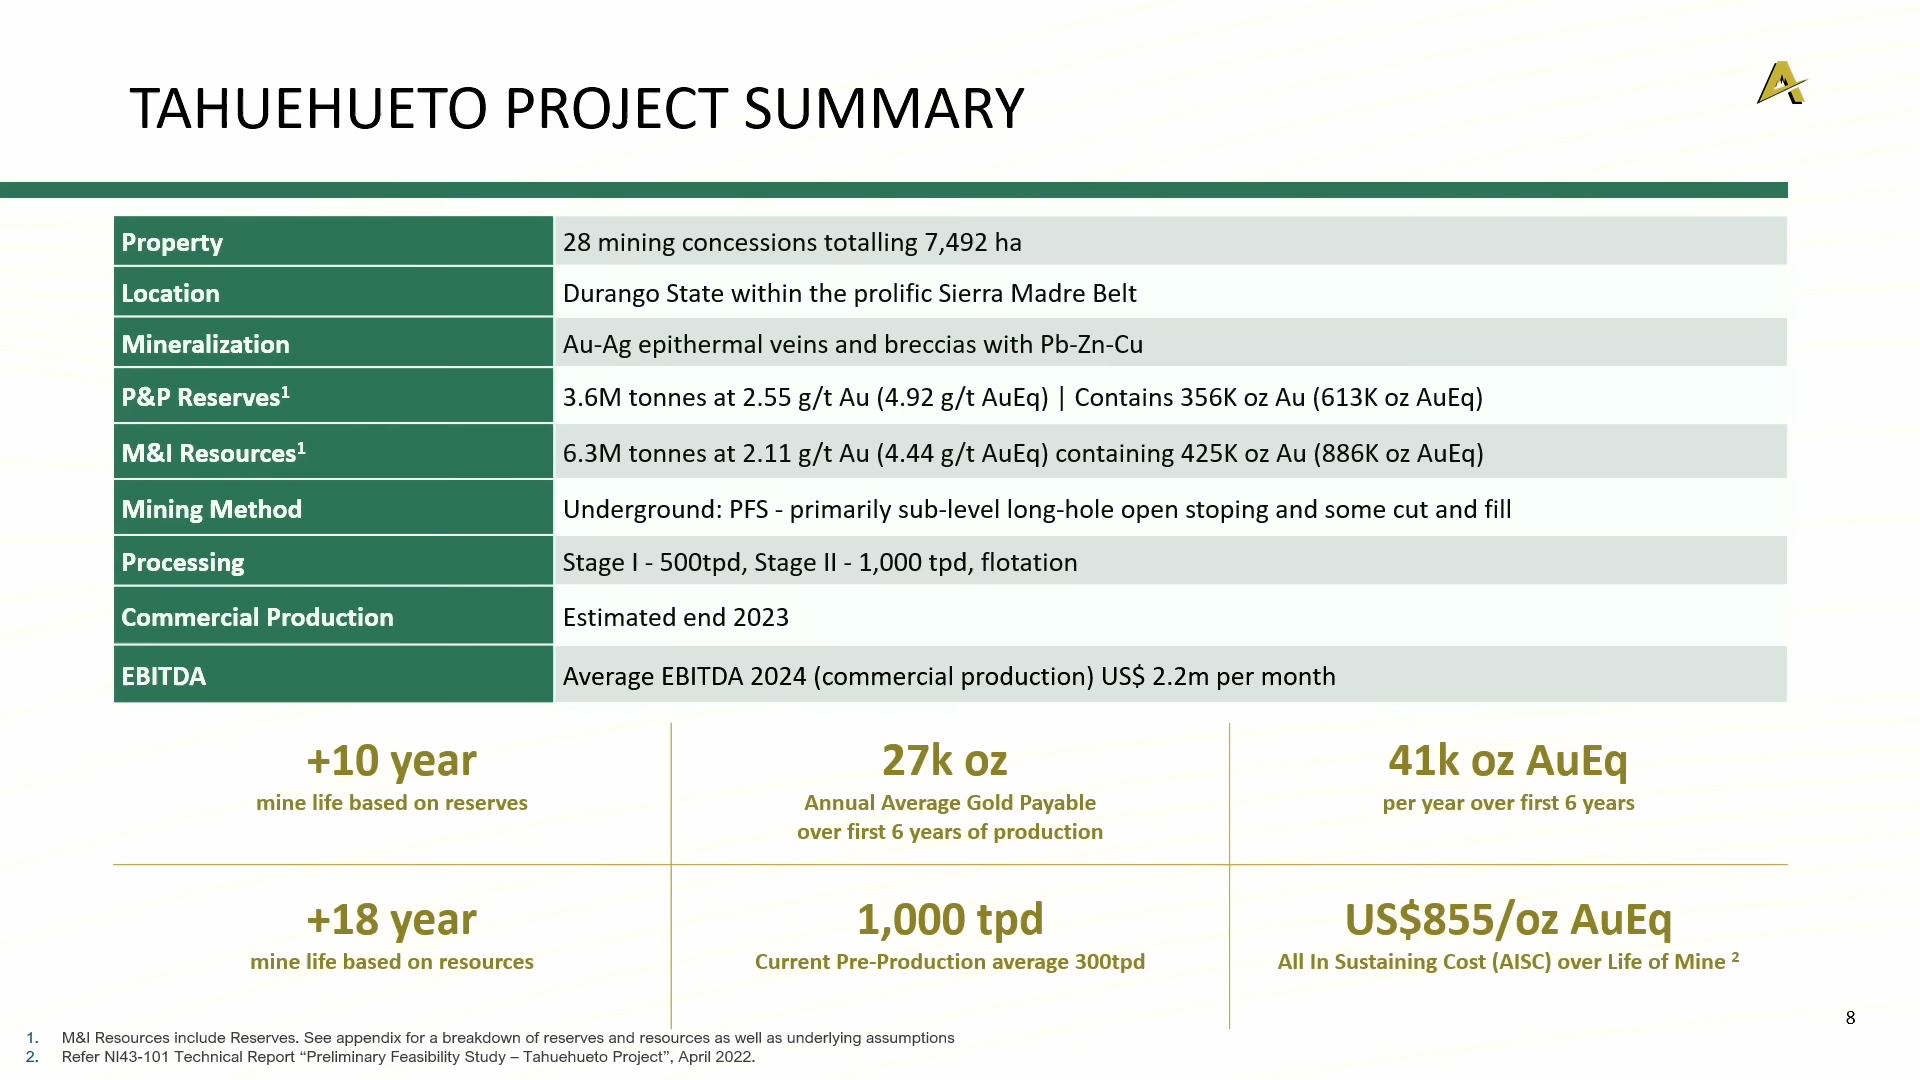 TAHUEHUETO PROJECT SUMMARY
Property
28 mining concessions totalling 7,492 ha
Location
Durango State within the prolific Sierra Madre Belt
Mineralization
Au-Ag epithermal veins and breccias with Pb-Zn-Cu
P&P Reserves¹
3.6M tonnes at 2.55 g/t Au (4.92 g/t AuEq) | Contains 356K oz Au (613K oz AuEq)
M&I Resources¹
6.3M tonnes at 2.11 g/t Au (4.44 g/t AuEq) containing 425K oz Au (886K oz AuEq)
Mining Method
Underground: PFS - primarily sub-level long-hole open stoping and some cut and fill
Processing
Stage I - 500tpd, Stage II - 1,000 tpd, flotation
Commercial Production
Estimated end 2023
EBITDA
Average EBITDA 2024 (commercial production) US$ 2.2m per month
+10 year
mine life based on reserves
27k oz
Annual Average Gold Payable
over first 6 years of production
41k oz AuEq
per year over first 6 years
+18 year
mine life based on resources
1,000 tpd
Current Pre-Production average 300tpd
US$855/oz AuEq
All In Sustaining Cost (AISC) over Life of Mine ²
8
1. M&I Resources include Reserves. See appendix for a breakdown of reserves and resources as well as underlying assumptions
2. Refer NI43-101 Technical Report “Preliminary Feasibility Study – Tahuehueto Project”, April 2022.